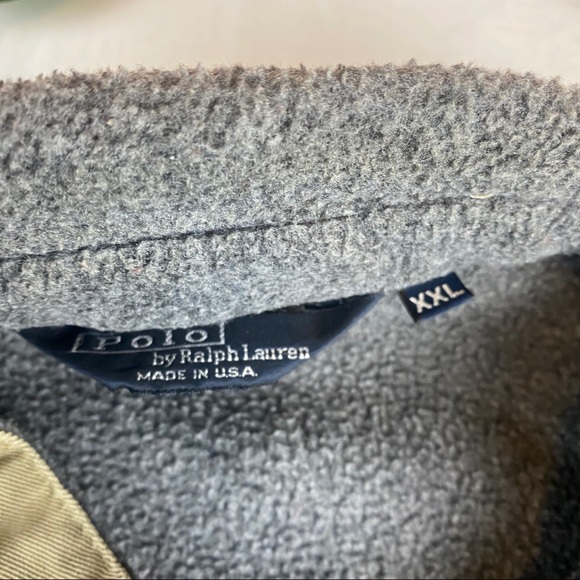 Polo
by Ralph Lauren
MADE IN U.S.A.
XXL